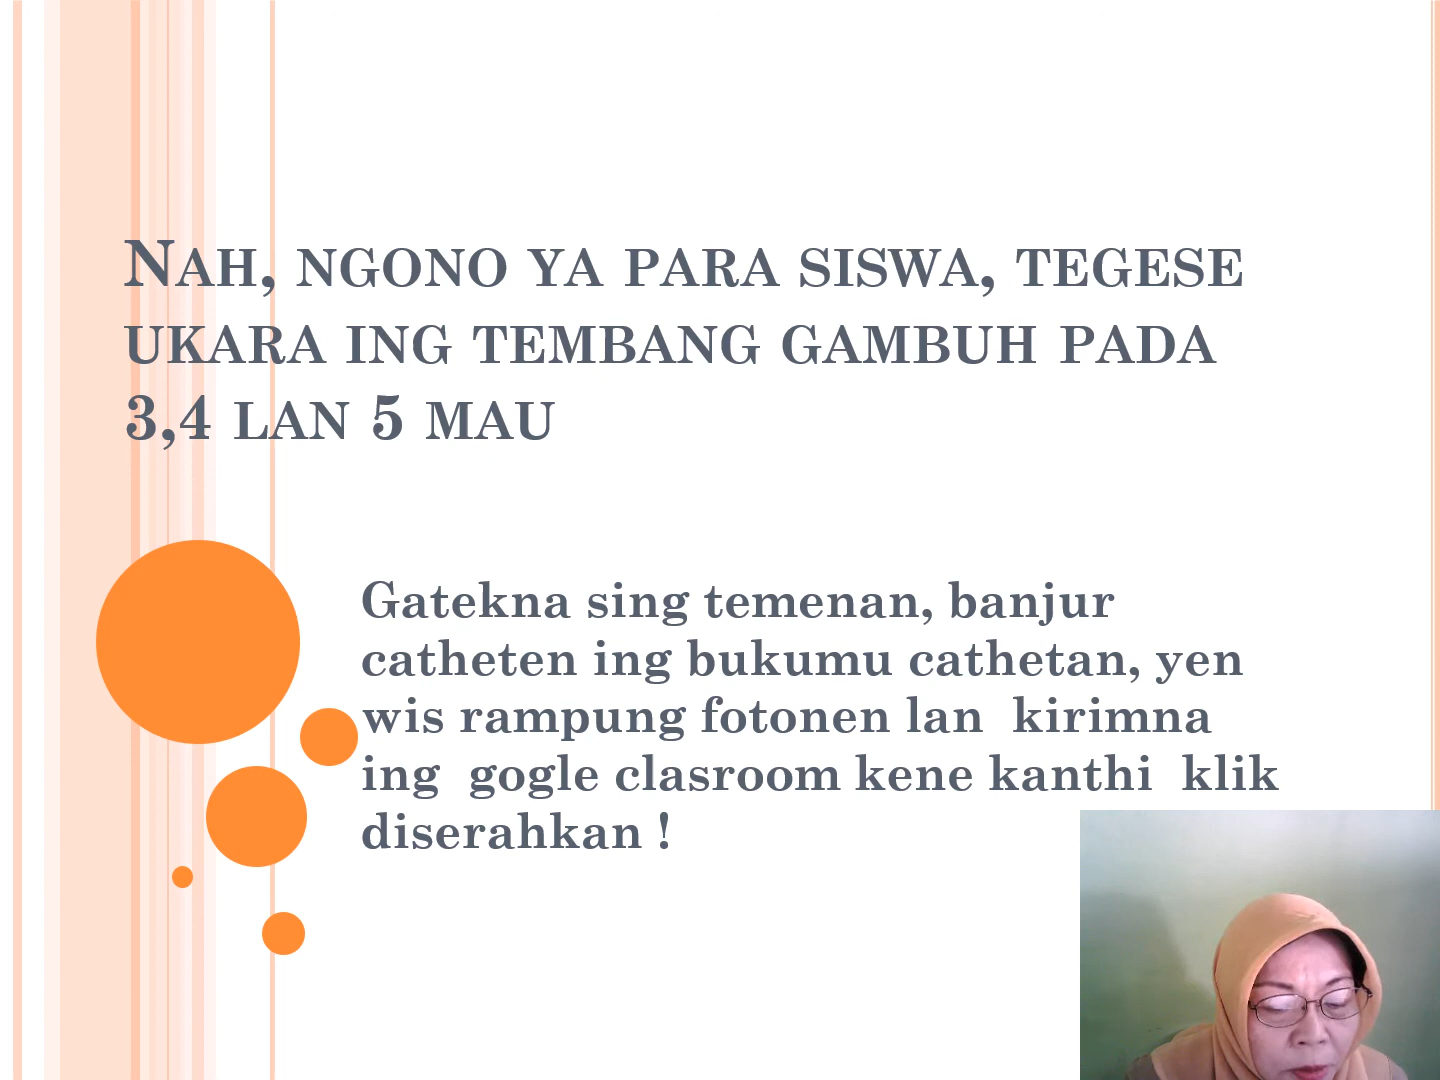 Nah, ngono ya para siswa, tegese
ukara ing tembang gambuh pada
3,4 lan 5 mau
Gatekna sing temenan, banjur
catheten ing bukumu cathetan, yen
wis rampung fotonen lan kirimna
ing gogle clasroom kene kanthi klik
diserahkan !